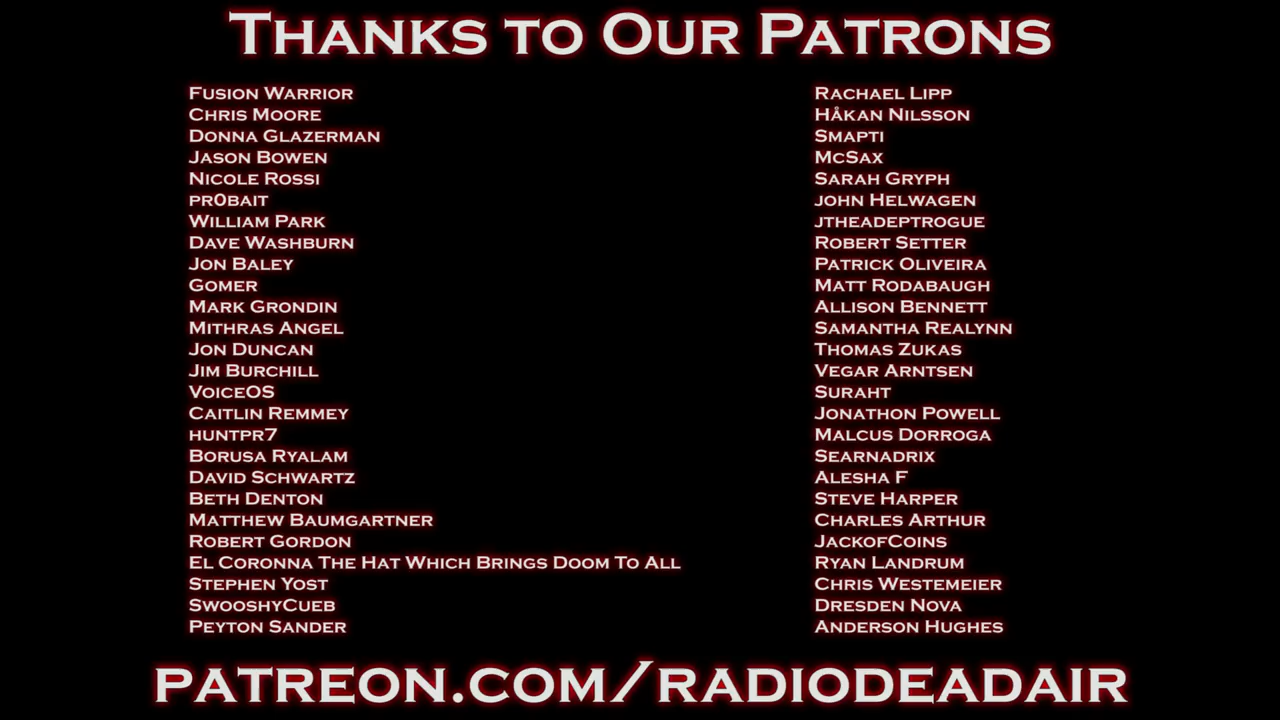 Thanks to Our Patrons
Fusion Warrior
Chris Moore
Donna Glazerman
Jason Bowen
Nicole Rossi
pr0bait
William Park
Dave Washburn
Jon Baley
Gomer
Mark Grondin
Mithras Angel
Jon Duncan
Jim Burchill
VoiceOS
Caitlin Remmey
huntpr7
Borusa Ryalam
David Schwartz
Beth Denton
Matthew Baumgartner
Robert Gordon
El Coronna The Hat Which Brings Doom To All
Stephen Yost
SwooshyCueb
Peyton Sander
Rachael Lipp
Håkan Nilsson
Smapti
McSax
Sarah Gryph
john Helwagen
jtheadeptrogue
Robert Setter
Patrick Oliveira
Matt Rodabaugh
Allison Bennett
Samantha Realynn
Thomas Zukas
Vegar Arntsen
Suraht
Jonathon Powell
Malcus Dorroga
Searnadrix
Alesha F
Steve Harper
Charles Arthur
JackofCoins
Ryan Landrum
Chris Westemeier
Dresden Nova
Anderson Hughes
patreon.com/radiodeadair